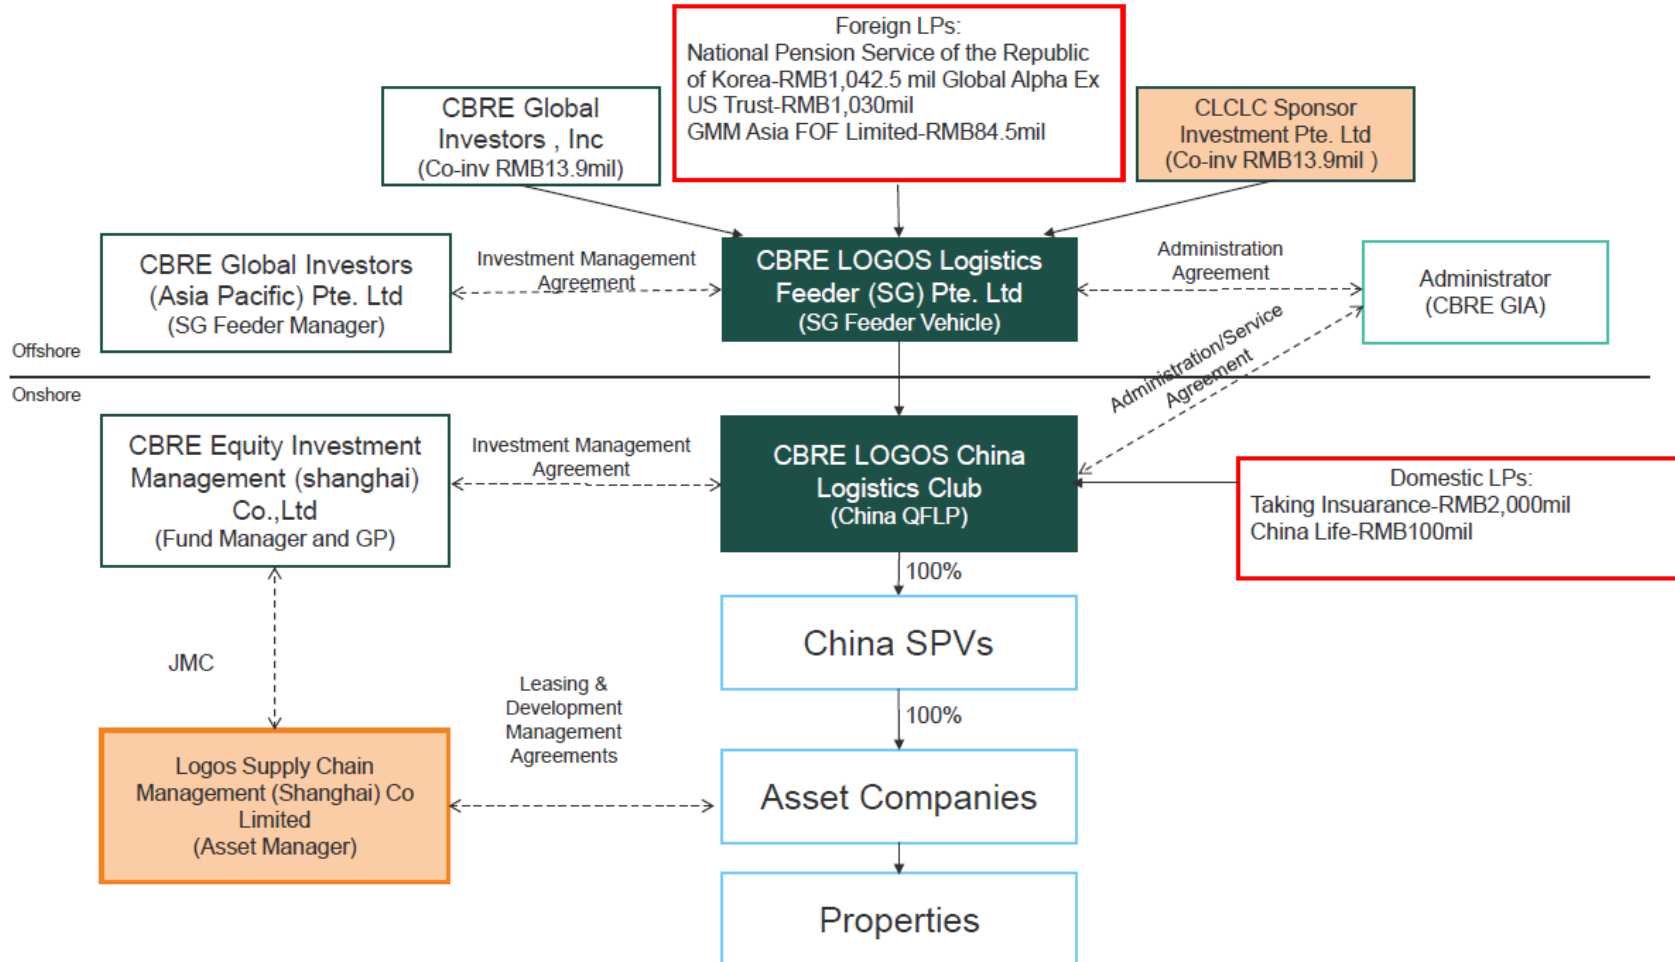 Foreign LPs:
National Pension Service of the Republic
of Korea-RMB1,042.5 mil Global Alpha Ex
US Trust-RMB1,030mil
GMM Asia FOF Limited-RMB84.5mil
CBRE Global
Investors , Inc
(Co-inv RMB13.9mil)
CLCLC Sponsor
Investment Pte. Ltd
(Co-inv RMB13.9mil )
CBRE Global Investors
(Asia Pacific) Pte. Ltd
(SG Feeder Manager)
Investment Management
Agreement
CBRE LOGOS Logistics
Feeder (SG) Pte. Ltd
(SG Feeder Vehicle)
Administration
Agreement
Administrator
(CBRE GIA)
Offshore
Administration/Service
Agreement
Onshore
CBRE Equity Investment
Management (shanghai)
Co.,Ltd
(Fund Manager and GP)
Investment Management
Agreement
CBRE LOGOS China
Logistics Club
(China QFLP)
Domestic LPs:
Taking Insuarance-RMB2,000mil
China Life-RMB100mil
100%
China SPVs
JMC
Leasing &
Development
Management
Agreements
100%
Logos Supply Chain
Management (Shanghai) Co
Limited
(Asset Manager)
Asset Companies
Properties